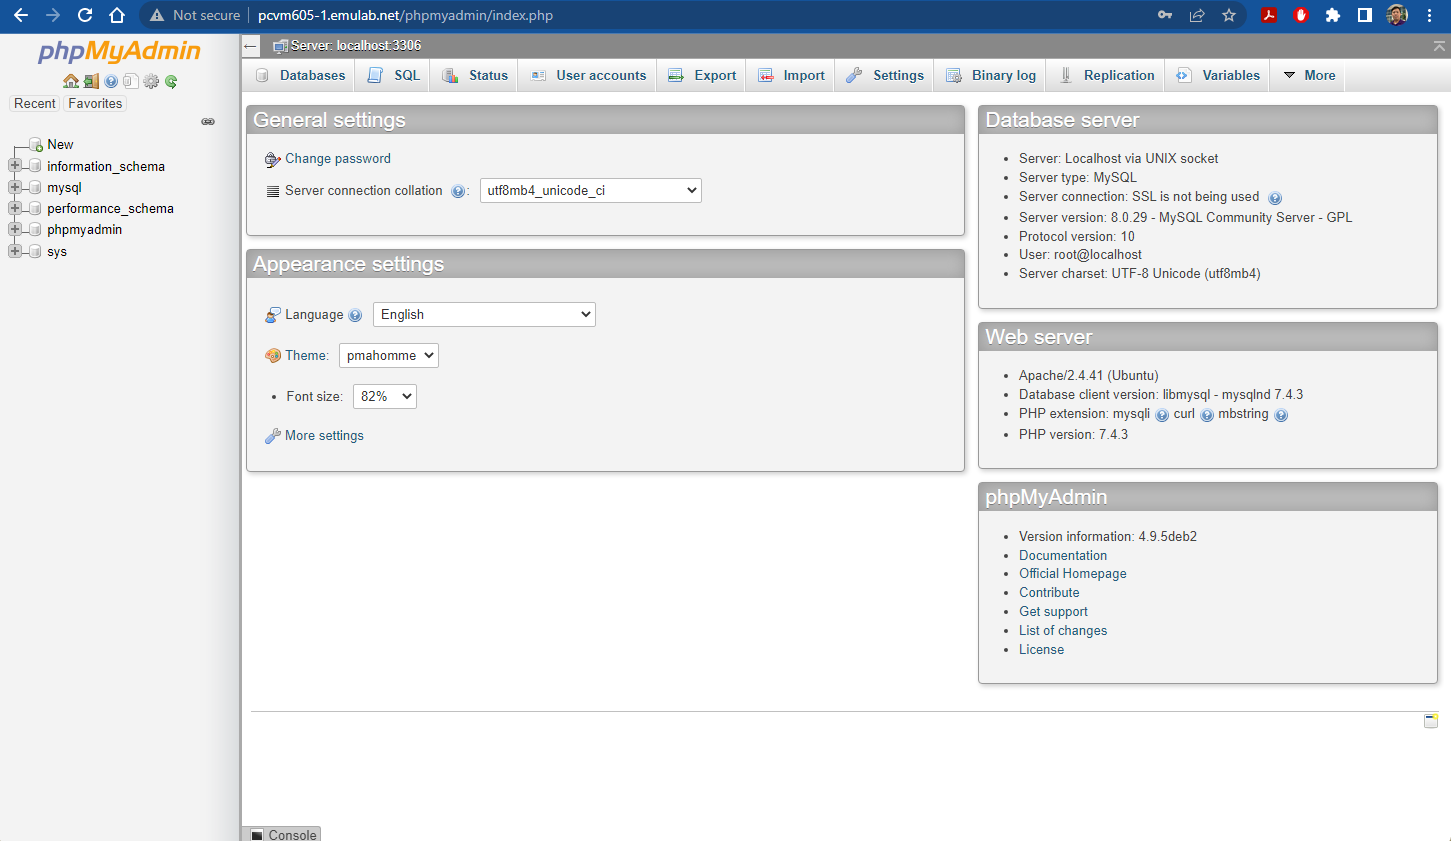 Not secure pcvm605-1.emulab.net/phpmyadmin/index.php
phpMyAdmin
Recent Favorites
New
information_schema
mysql
performance_schema
phpmyadmin
sys
Server: localhost:3306
Databases SQL Status User accounts Export Import Settings Binary log Replication Variables More
General settings
Change password
Server connection collation : utf8mb4_unicode_ci
Appearance settings
Language English
Theme: pmahomme
• Font size: 82%
More settings
Database server
• Server: Localhost via UNIX socket
• Server type: MySQL
• Server connection: SSL is not being used
• Server version: 8.0.29 - MySQL Community Server - GPL
• Protocol version: 10
• User: root@localhost
• Server charset: UTF-8 Unicode (utf8mb4)
Web server
• Apache/2.4.41 (Ubuntu)
• Database client version: libmysql - mysqlnd 7.4.3
• PHP extension: mysqli curl mbstring
• PHP version: 7.4.3
phpMyAdmin
• Version information: 4.9.5deb2
• Documentation
• Official Homepage
• Contribute
• Get support
• List of changes
• License
Console